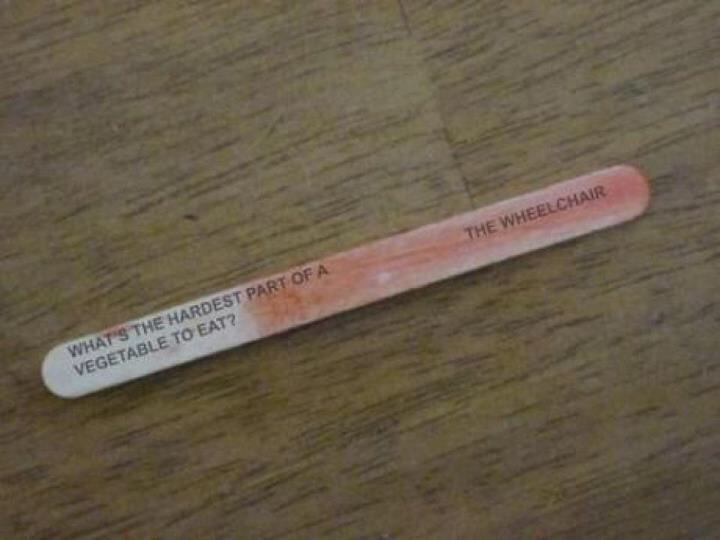 WHAT'S THE HARDEST PART OF A
VEGETABLE TO EAT?
THE WHEELCHAIR